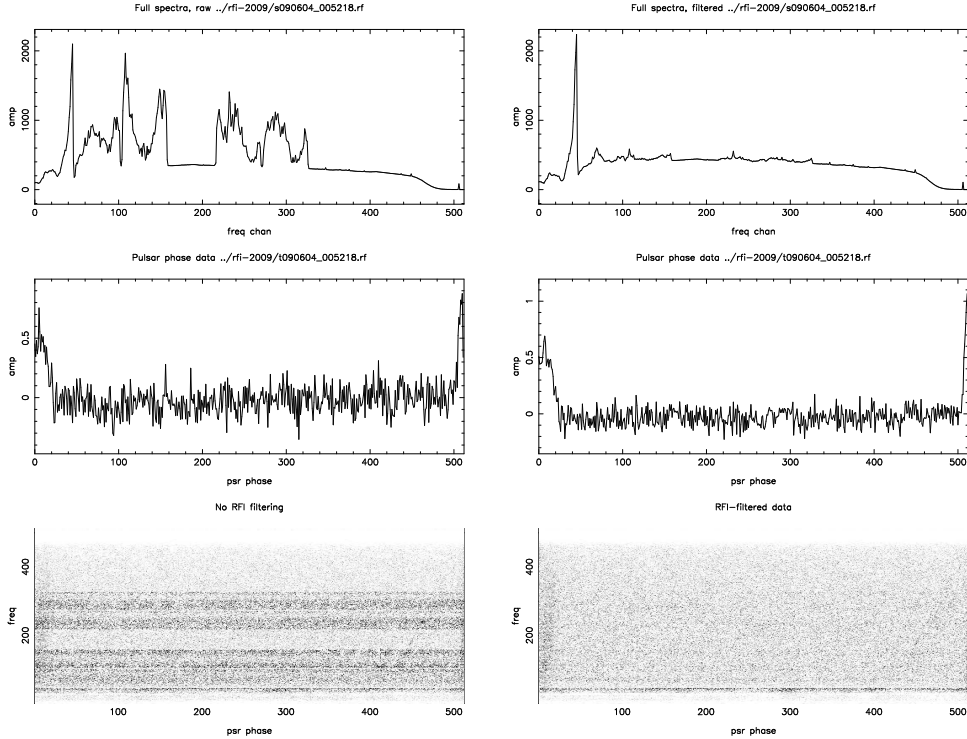 Full spectra, raw ../rfi-2009/s090604_005218.rf
amp
0
1000
2000
0
100
200
300
400
500
freq chan
Full spectra, filtered ../rfi-2009/s090604_005218.rf
amp
0
1000
2000
0
100
200
300
400
500
freq chan
Pulsar phase data ../rfi-2009/t090604_005218.rf
amp
0
0.5
0
100
200
300
400
500
psr phase
Pulsar phase data ../rfi-2009/t090604_005218.rf
amp
0
0.5
1
0
100
200
300
400
500
psr phase
No RFI filtering
freq
200
400
100
200
300
400
500
psr phase
RFI-filtered data
freq
200
400
100
200
300
400
500
psr phase